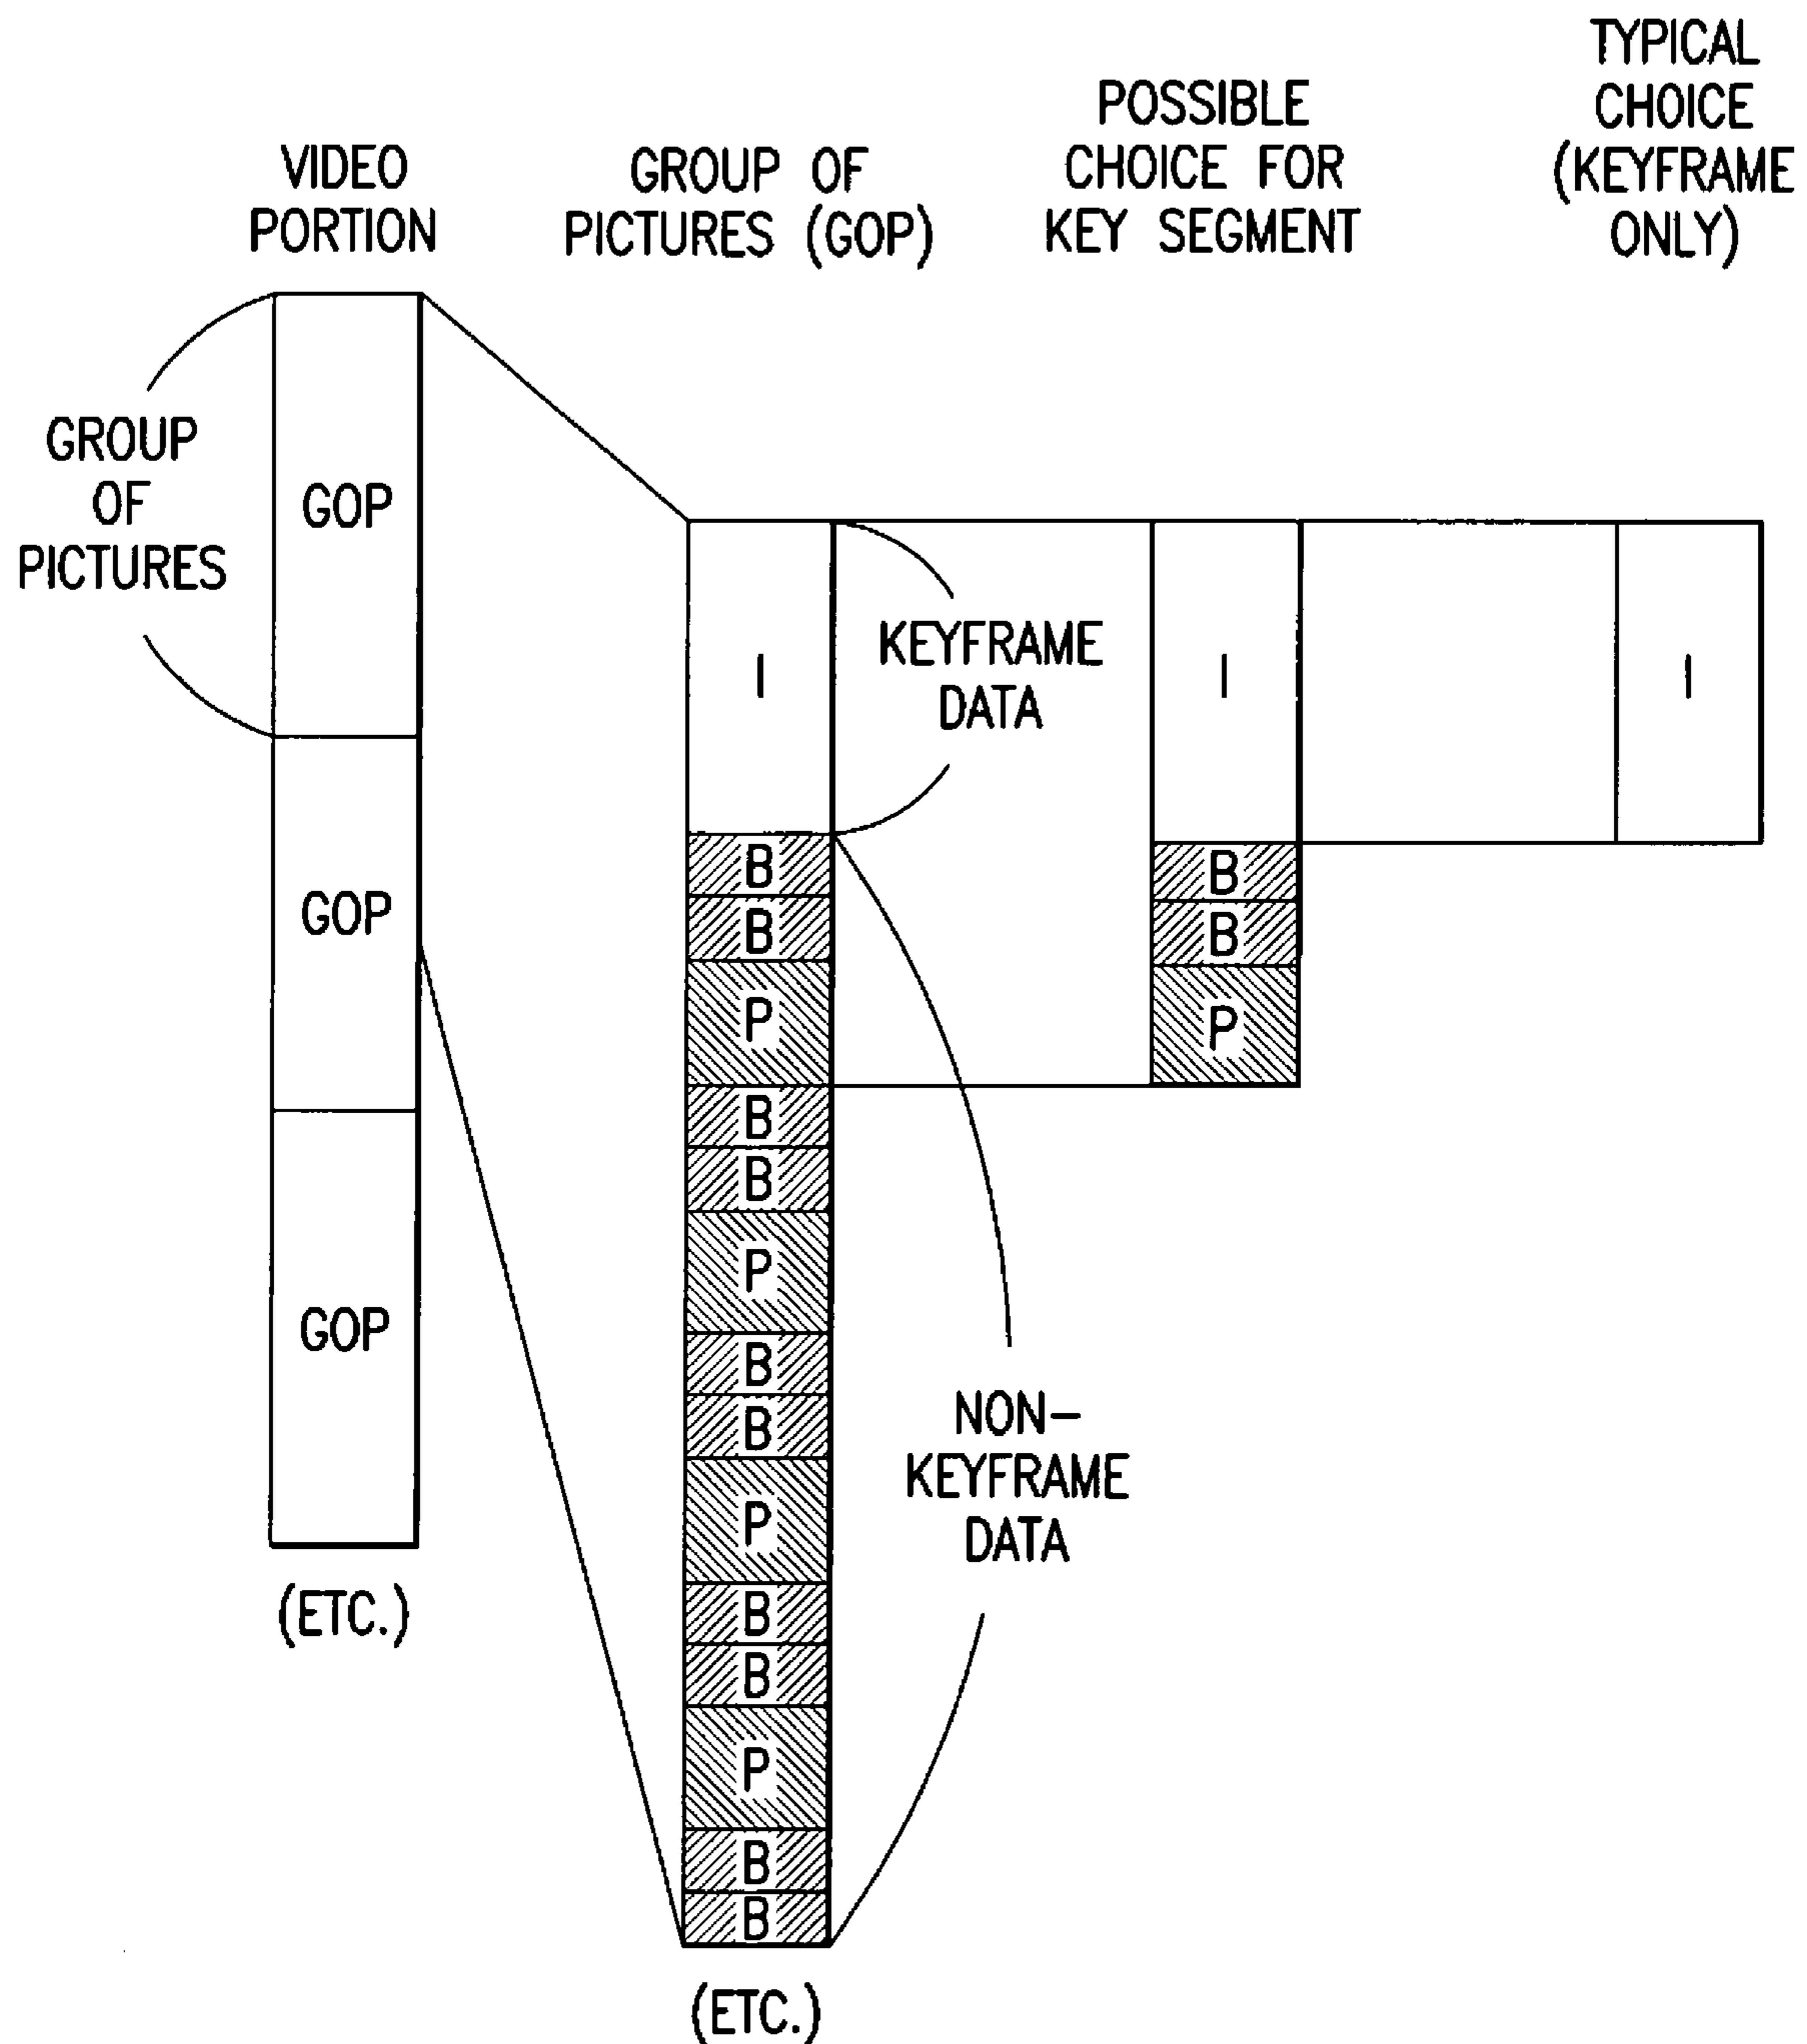 VIDEO
PORTION
GROUP OF
PICTURES (GOP)
POSSIBLE
CHOICE FOR
KEY SEGMENT
TYPICAL
CHOICE
(KEYFRAME
ONLY)
GROUP
OF
PICTURES
GOP
GOP
GOP
(ETC.)
I
B
B
P
B
B
P
B
B
P
B
B
P
B
B
(ETC.)
KEYFRAME
DATA
NON-
KEYFRAME
DATA
I
B
B
P
I